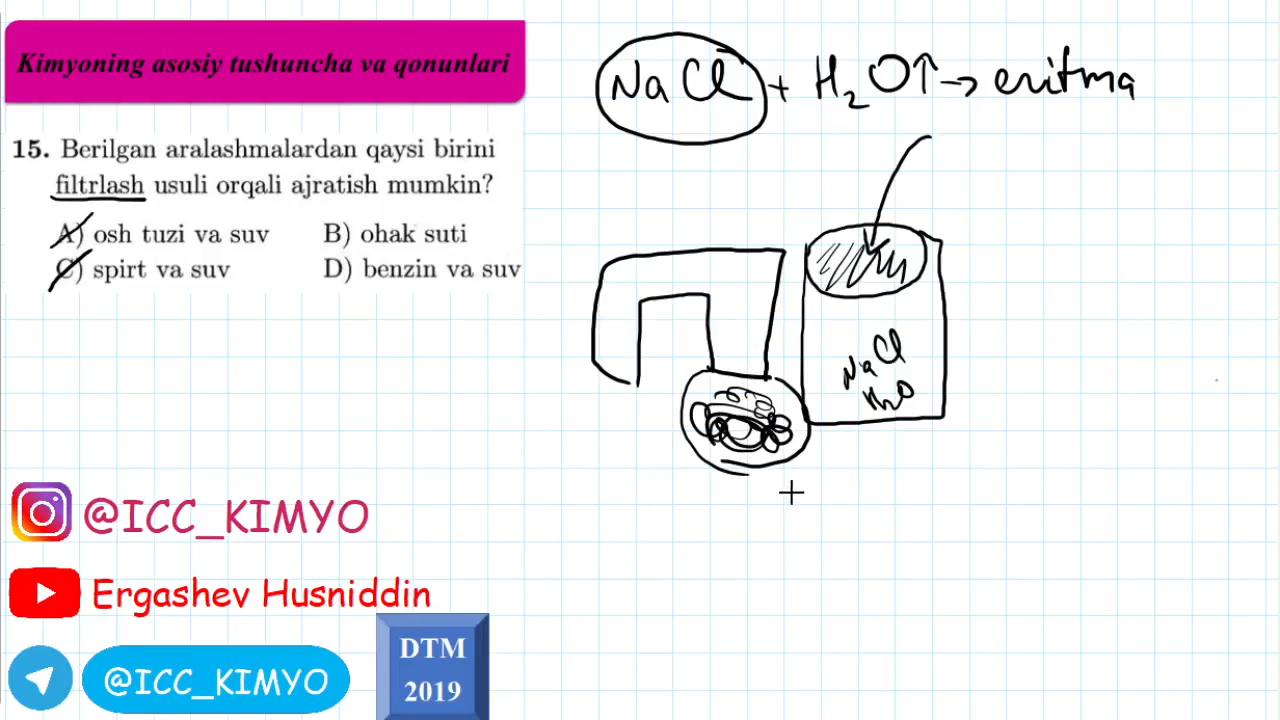 Kimyoning asosiy tushuncha va qonunlari
NaCl + H₂O↑ → eritma
15. Berilgan aralashmalardan qaysi birini
filtrlash usuli orqali ajratish mumkin?
A) osh tuzi va suv B) ohak suti
C) spirt va suv D) benzin va suv
NaCl
H₂O
@ICC_KIMYO
Ergashev Husniddin
@ICC_KIMYO
DTM
2019